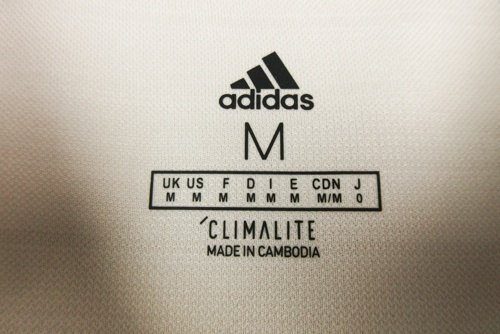 adidas
M
UK US F D I E CDN J
M M M M M M M/M O
´CLIMALITE
MADE IN CAMBODIA